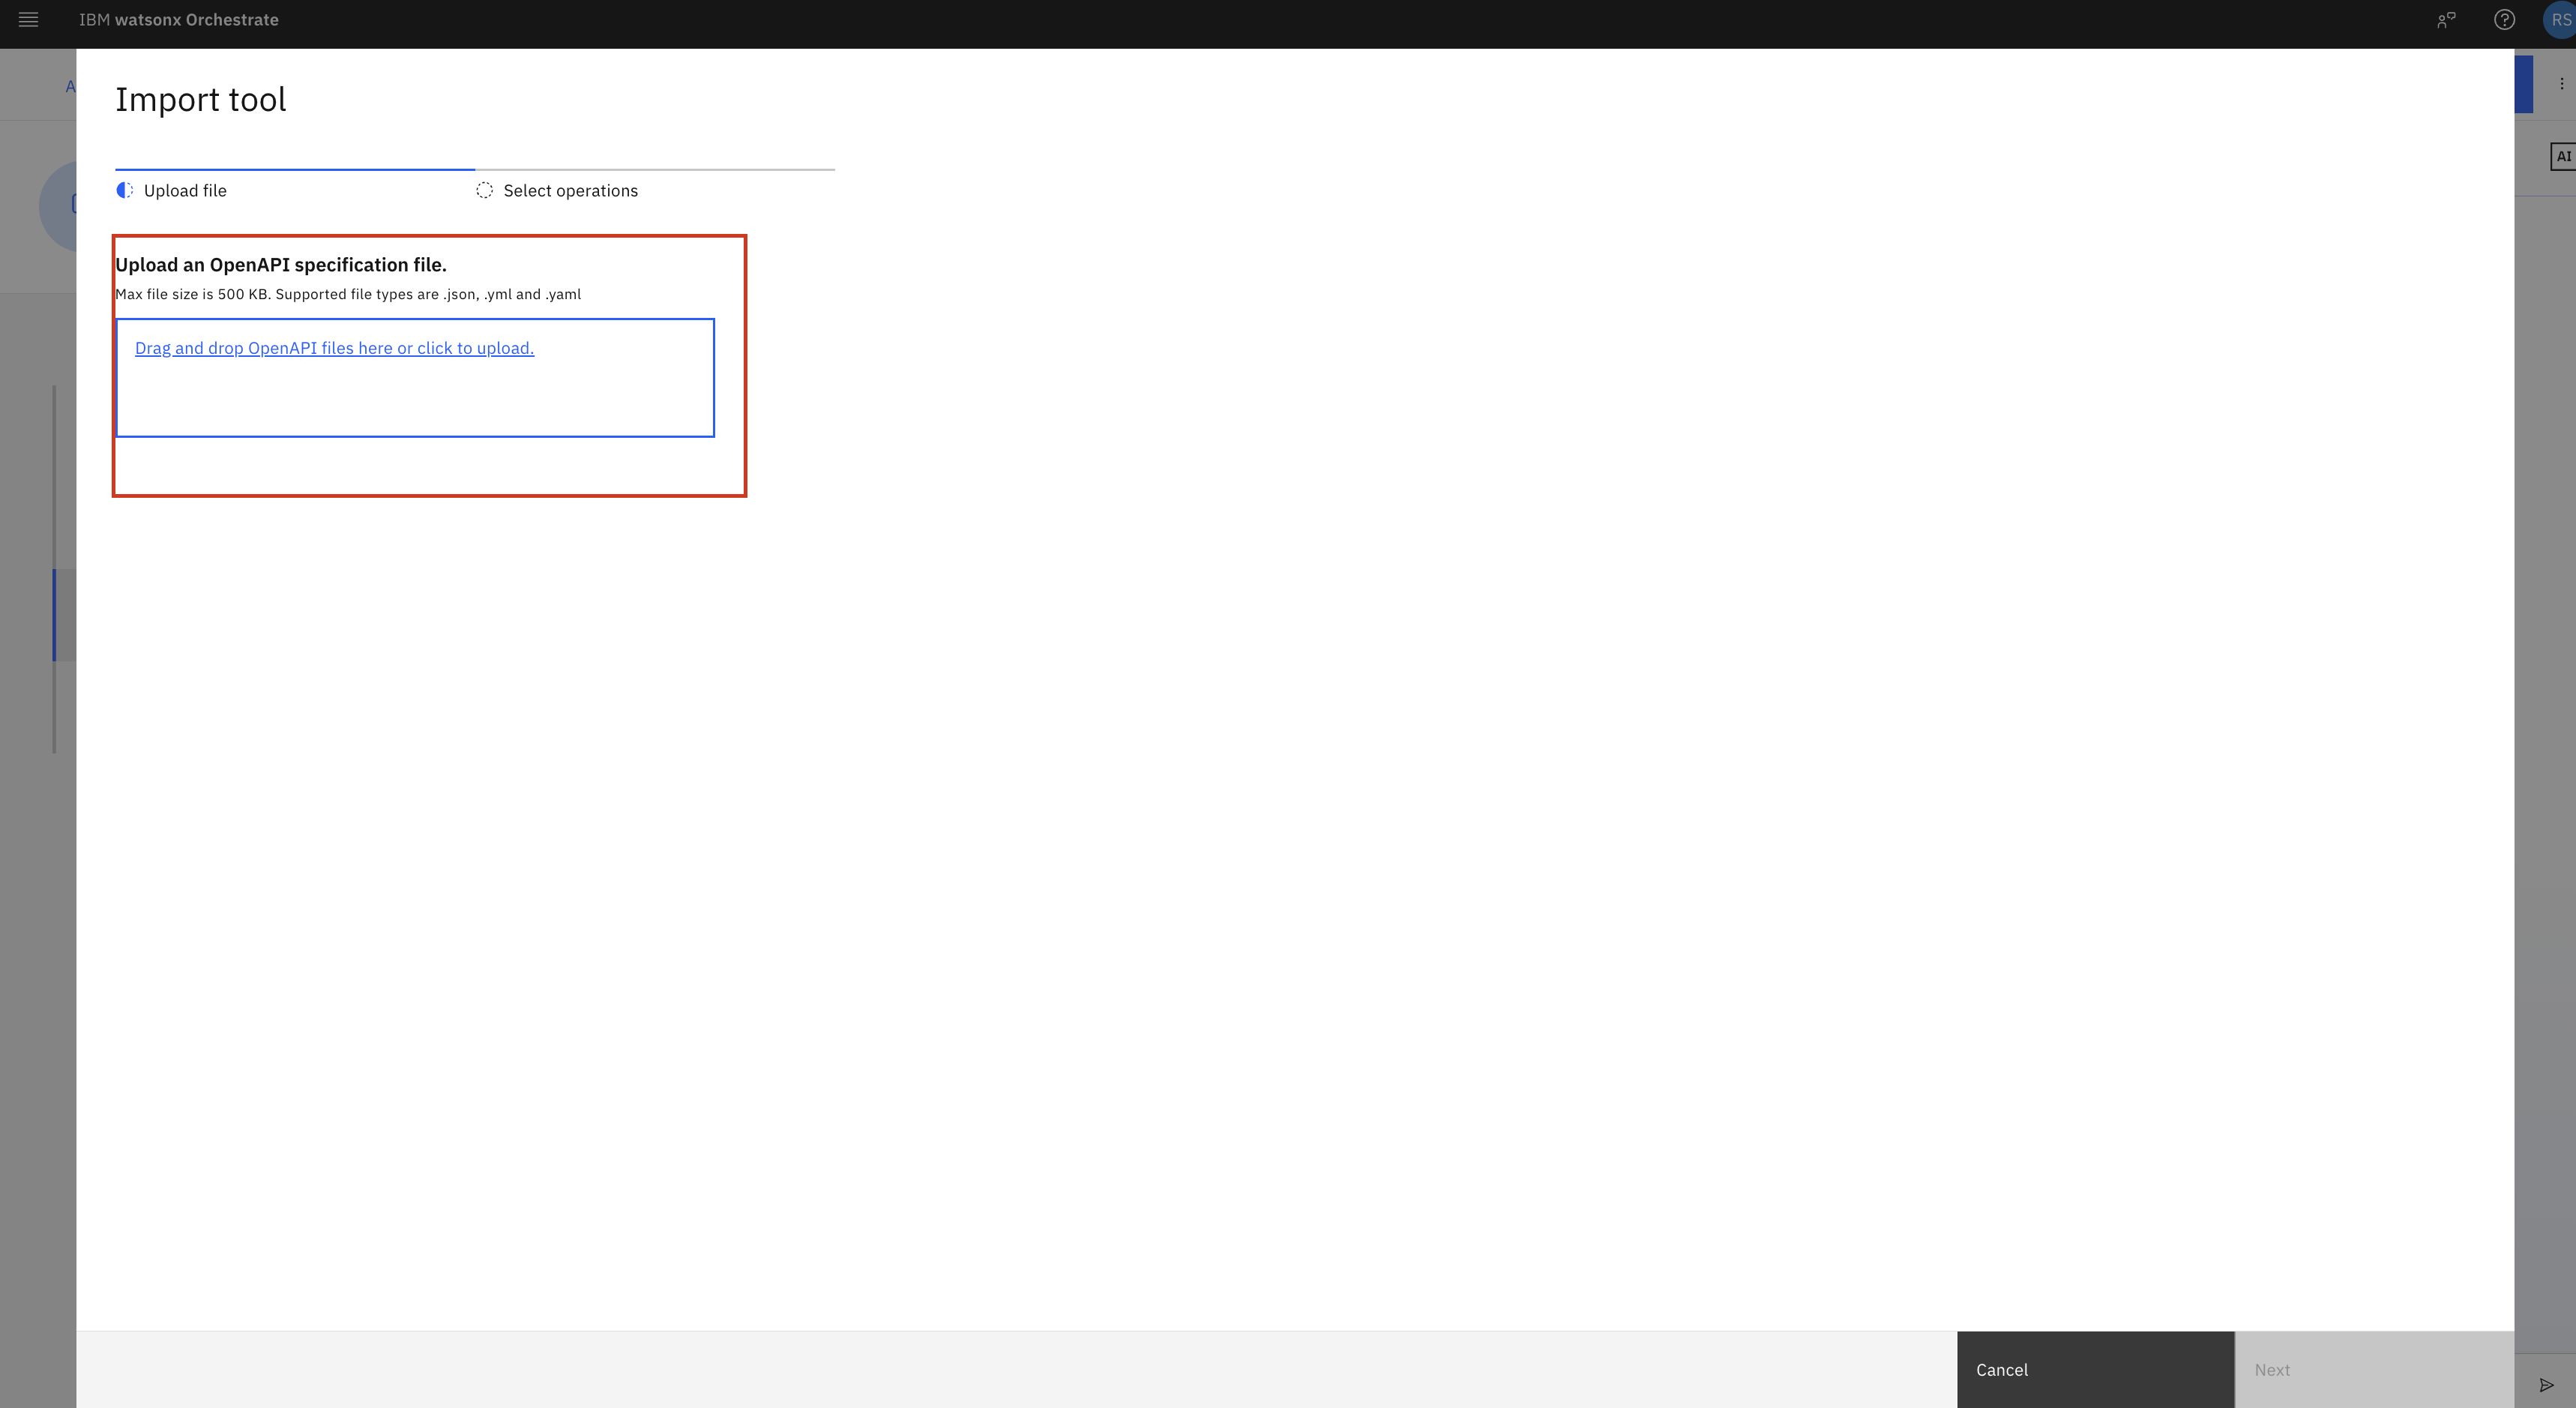 IBM watsonx Orchestrate
RS
A
AI
Import tool
Upload file
Select operations
Upload an OpenAPI specification file.
Max file size is 500 KB. Supported file types are .json, .yml and .yaml
Drag and drop OpenAPI files here or click to upload.
Cancel
Next